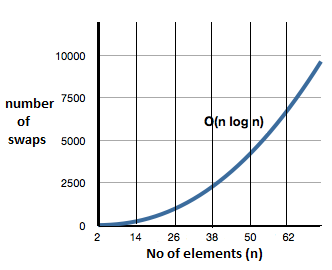 10000
7500
5000
2500
0
number
of
swaps
O(n log n)
2 14 26 38 50 62
No of elements (n)